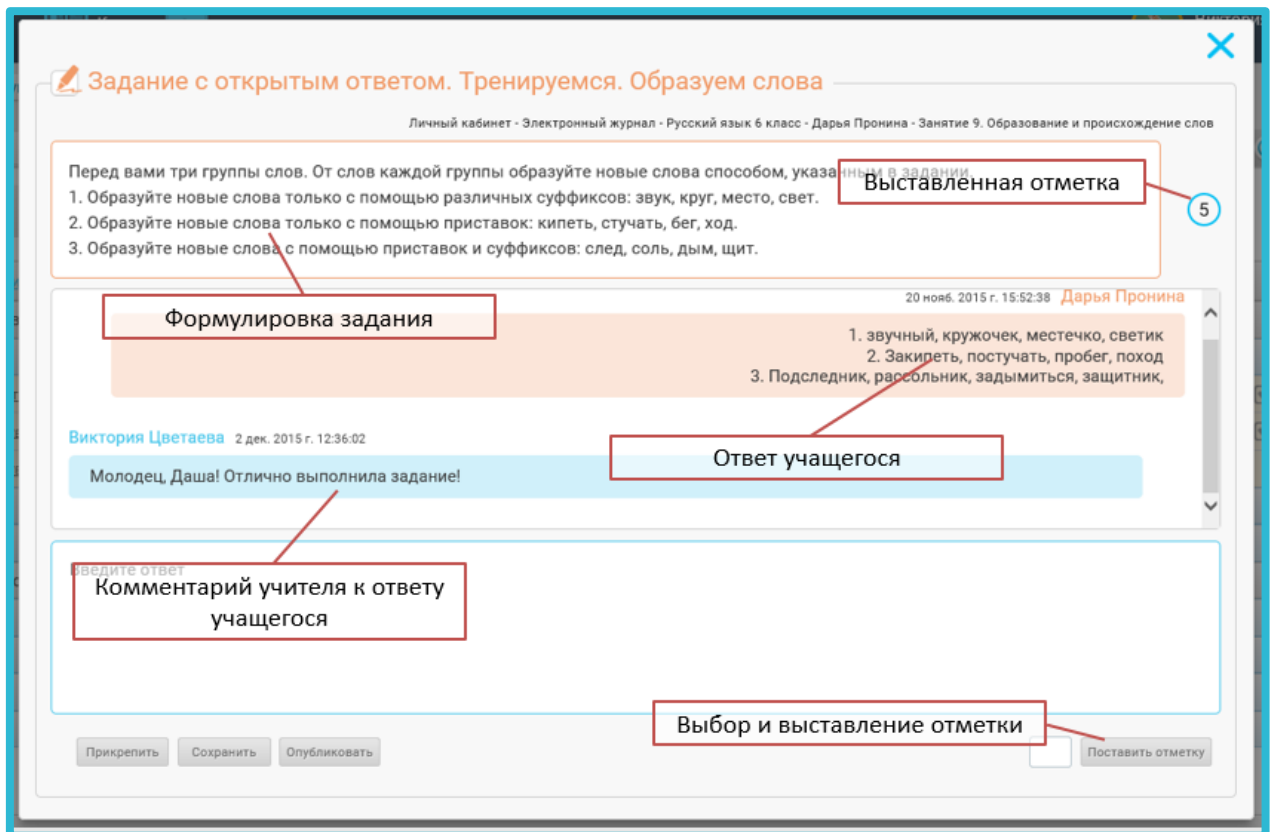 Задание с открытым ответом. Тренируемся. Образуем слова
Личный кабинет - Электронный журнал - Русский язык 6 класс - Дарья Пронина - Занятие 9. Образование и происхождение слов
Перед вами три группы слов. От слов каждой группы образуйте новые слова способом, указанным в задании.
Выставленная отметка
1. Образуйте новые слова только с помощью различных суффиксов: звук, круг, место, свет.
5
2. Образуйте новые слова только с помощью приставок: кипеть, стучать, бег, ход.
3. Образуйте новые слова с помощью приставок и суффиксов: след, соль, дым, щит.
20 нояб. 2015 г. 15:52:38 Дарья Пронина
Формулировка задания
1. звучный, кружочек, местечко, светик
2. Закипеть, постучать, пробег, поход
3. Подследник, рассольник, задымиться, защитник,
Виктория Цветаева 2 дек. 2015 г. 12:36:02
Ответ учащегося
Молодец, Даша! Отлично выполнила задание!
Введите ответ
Комментарий учителя к ответу
учащегося
Выбор и выставление отметки
Прикрепить Сохранить Опубликовать Поставить отметку